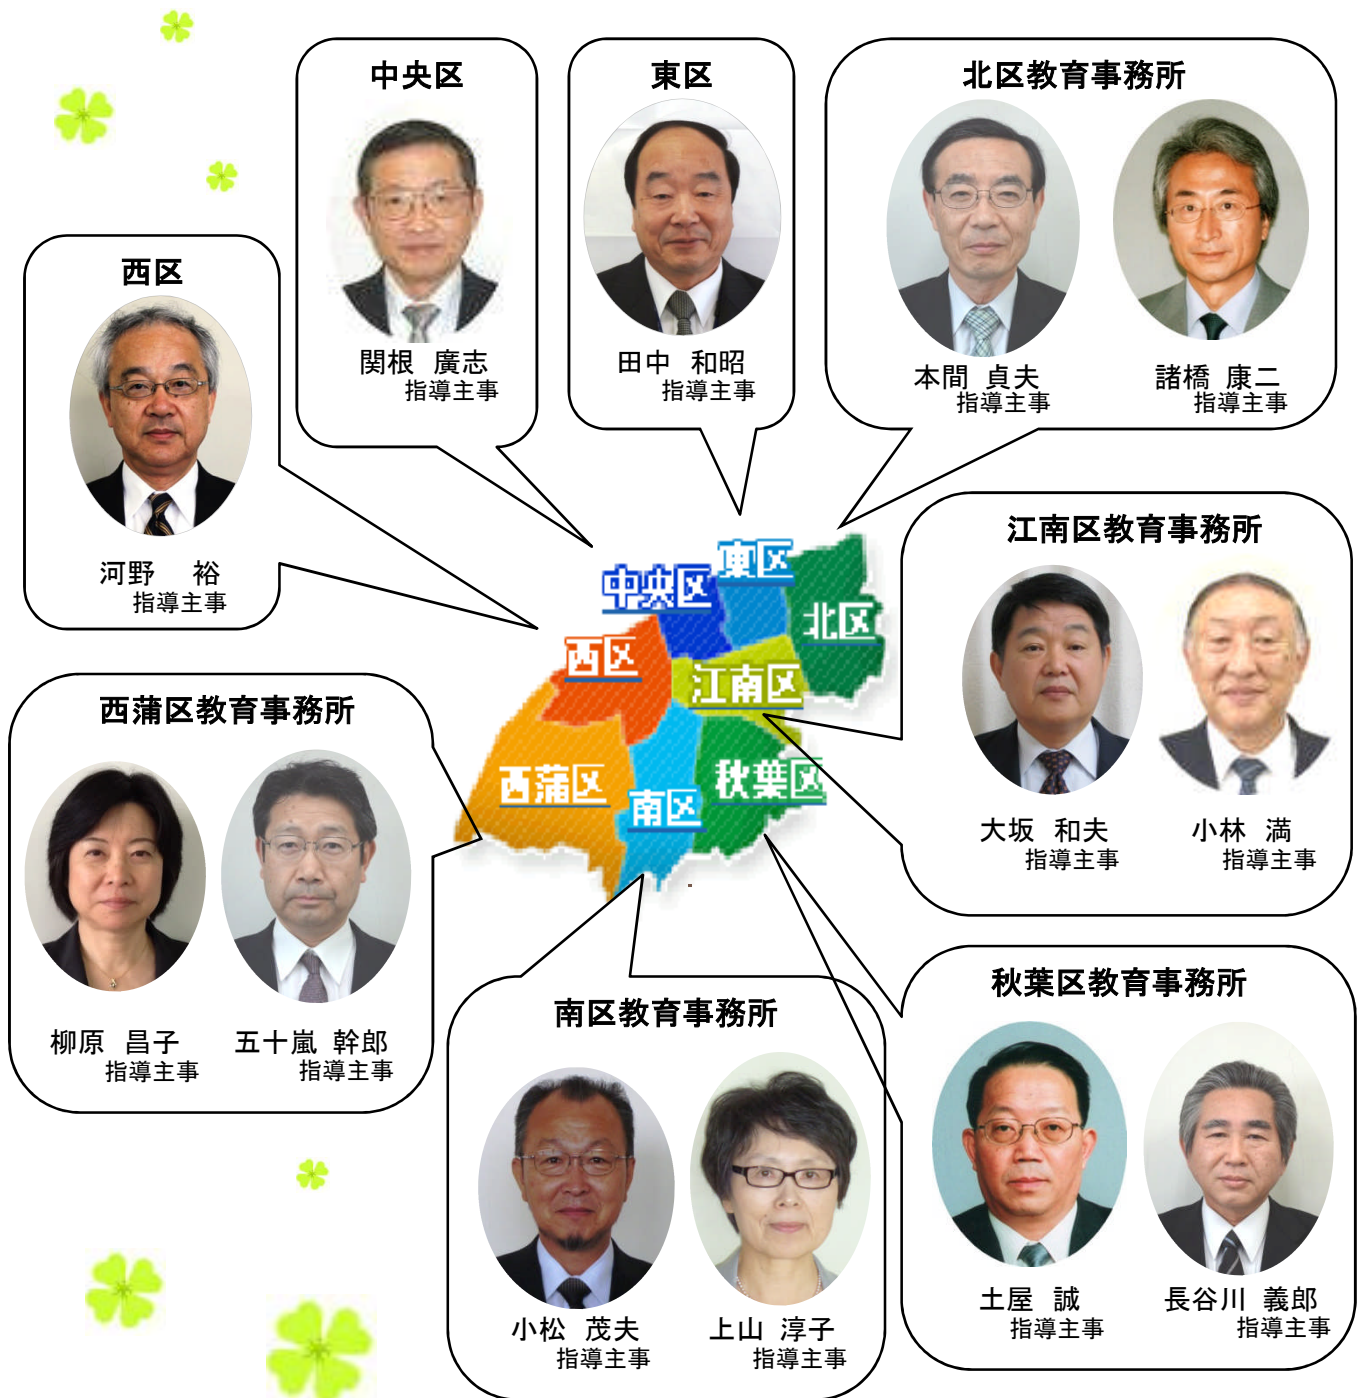 中央区
関根 廣志
指導主事
東区
田中 和昭
指導主事
北区教育事務所
本間 貞夫
指導主事
諸橋 康二
指導主事
西区
河野 裕
指導主事
江南区教育事務所
大坂 和夫
指導主事
小林 満
指導主事
東区
中央区
北区
西区
江南区
西蒲区
南区
秋葉区
西蒲区教育事務所
柳原 昌子
指導主事
五十嵐 幹郎
指導主事
南区教育事務所
小松 茂夫
指導主事
上山 淳子
指導主事
秋葉区教育事務所
土屋 誠
指導主事
長谷川 義郎
指導主事